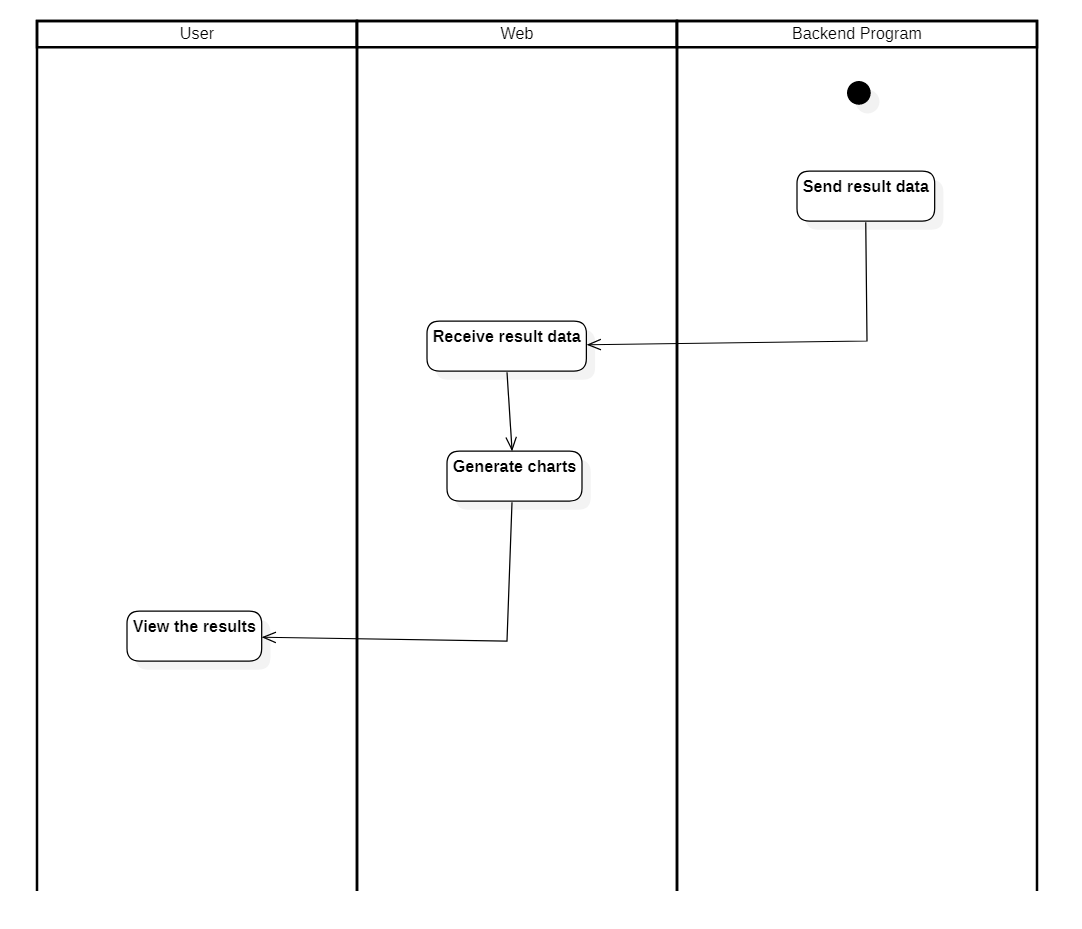 User
Web
Backend Program
Send result data
Receive result data
Generate charts
View the results